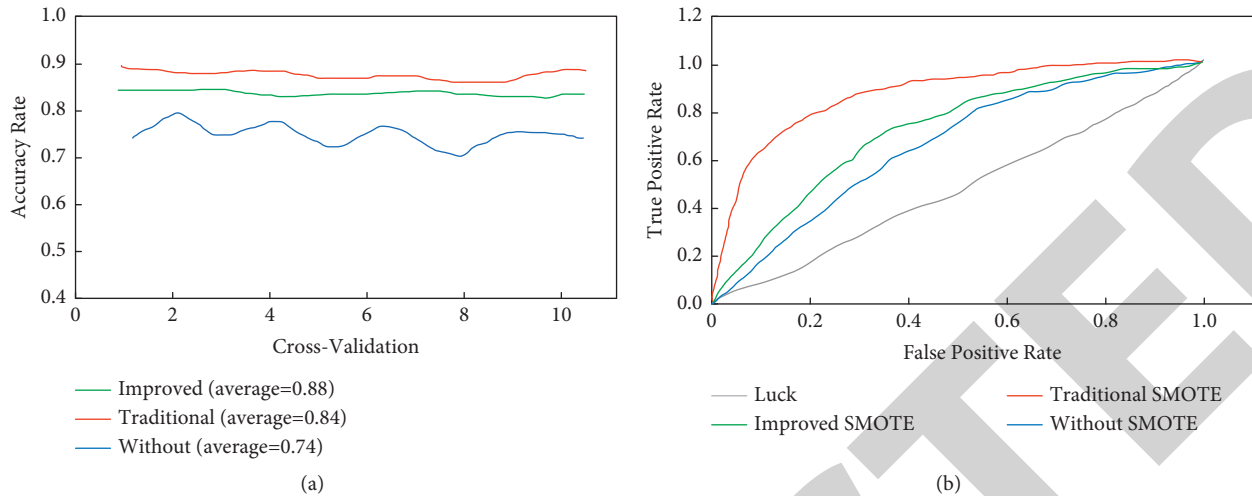 1.0
0.9
0.8
0.7
0.6
0.5
0.4
Accuracy Rate
0 2 4 6 8 10
Cross-Validation
Improved (average=0.88)
Traditional (average=0.84)
Without (average=0.74)
(a)
1.2
1.0
0.8
0.6
0.4
0.2
0.0
True Positive Rate
0 0.2 0.4 0.6 0.8 1.0
False Positive Rate
Luck Traditional SMOTE
Improved SMOTE Without SMOTE
(b)
TED